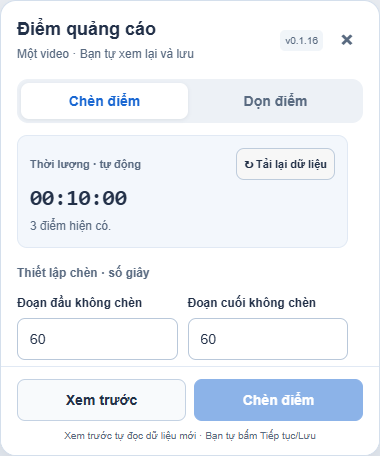 Điểm quảng cáo
Một video · Bạn tự xem lại và lưu
v0.1.16
×
Chèn điểm
Dọn điểm
Thời lượng · tự động
↻ Tải lại dữ liệu
00:10:00
3 điểm hiện có.
Thiết lập chèn · số giây
Đoạn đầu không chèn
Đoạn cuối không chèn
60
60
Xem trước
Chèn điểm
Xem trước tự đọc dữ liệu mới · Bạn tự bấm Tiếp tục/Lưu